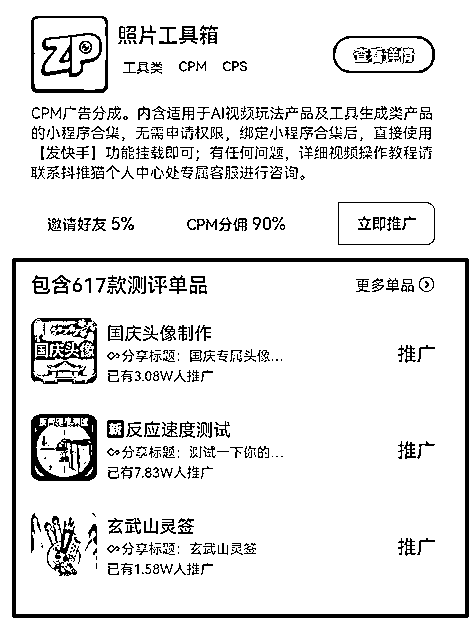 ZP
照片工具箱
工具类 CPM CPS
查看详情
CPM广告分成。内含适用于AI视频玩法产品及工具生成类产品
的小程序合集，无需申请权限，绑定小程序合集后，直接使用
【发快手】功能挂载即可；有任何问题，详细视频操作教程请
联系抖推猫个人中心处专属客服进行咨询。
邀请好友 5%
CPM分佣 90%
立即推广
包含617款测评单品
更多单品
国庆头像
国庆头像制作
分享标题：国庆专属头像...
已有3.08W人推广
推广
反应速度测试
分享标题：测试一下你的...
已有7.83W人推广
推广
玄武山灵签
分享标题：玄武山灵签
已有1.58W人推广
推广